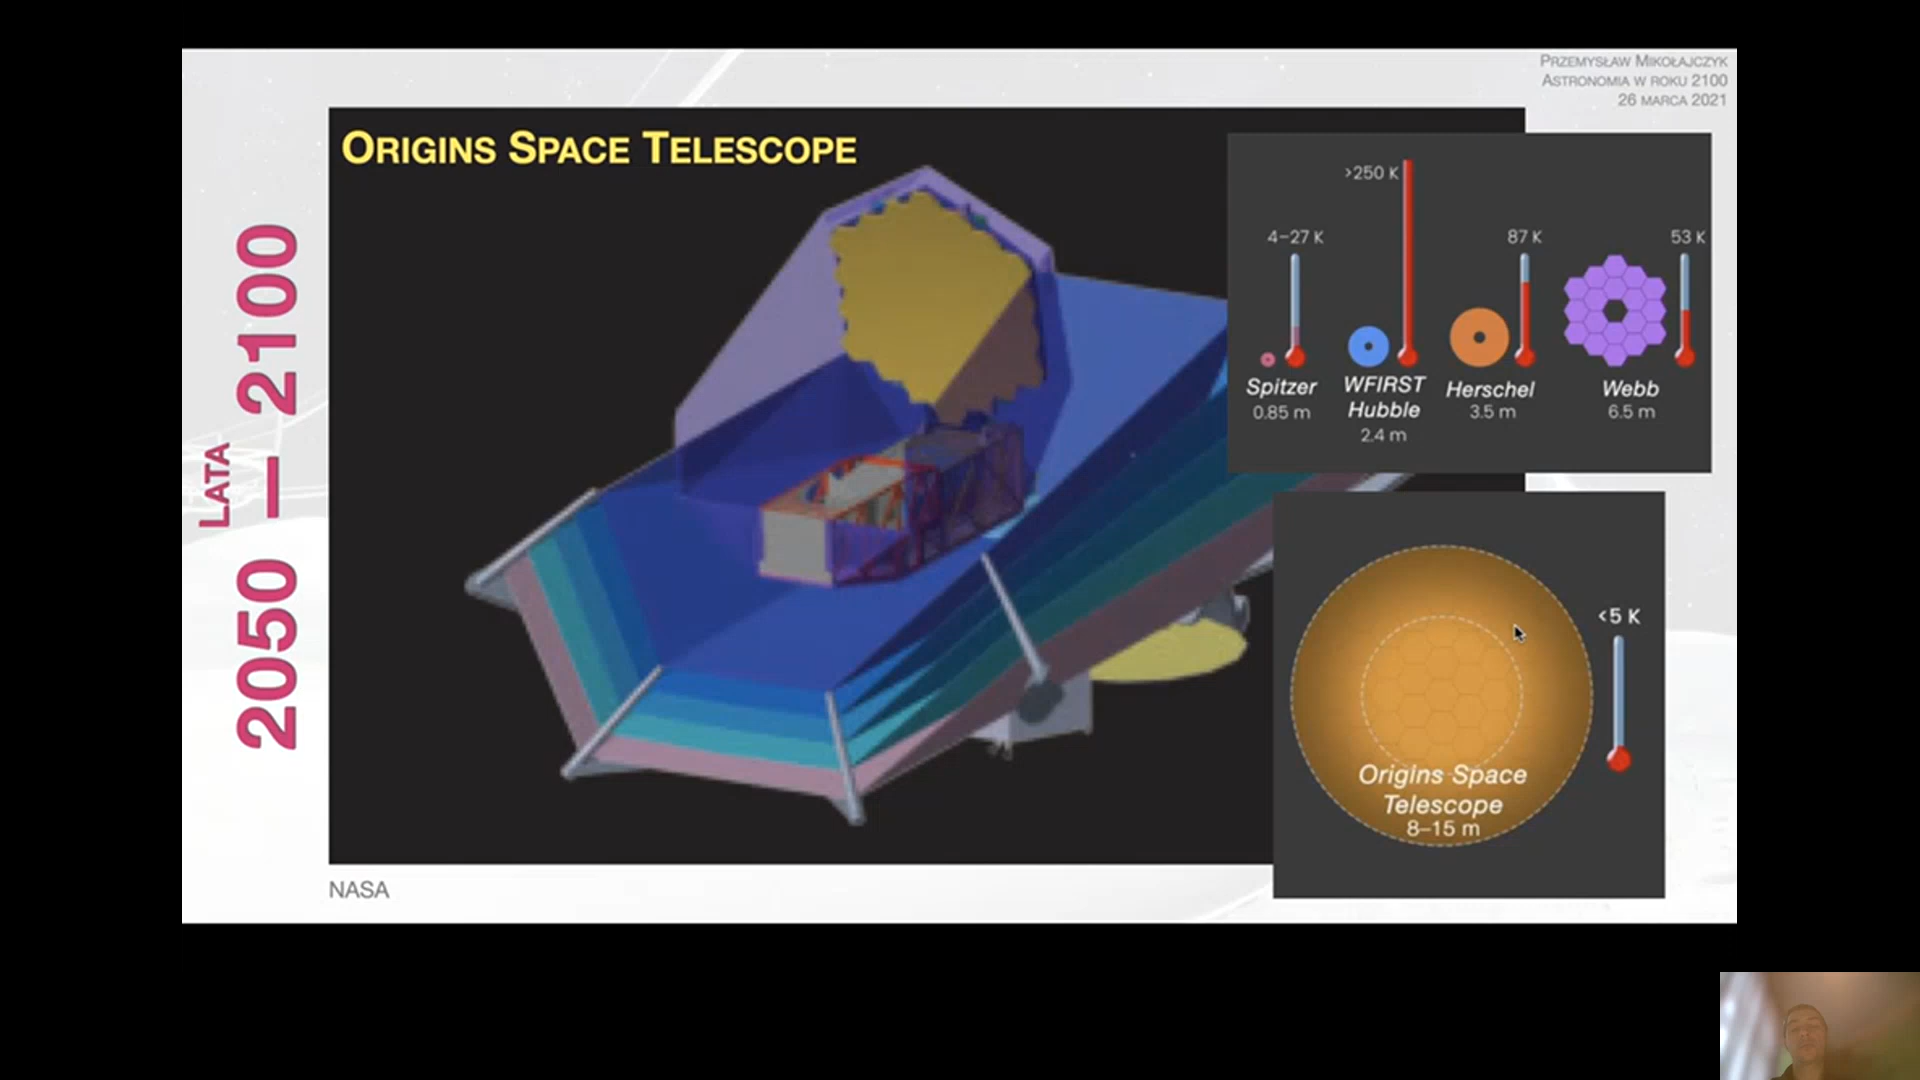 PRZEMYSŁAW MIKOŁAJCZYK
ASTRONOMIA W ROKU 2100
26 MARCA 2021
ORIGINS SPACE TELESCOPE
LATA
2050 — 2100
>250 K
4–27 K
87 K
53 K
Spitzer
0.85 m
WFIRST
Hubble
2.4 m
Herschel
3.5 m
Webb
6.5 m
<5 K
Origins Space
Telescope
8–15 m
NASA